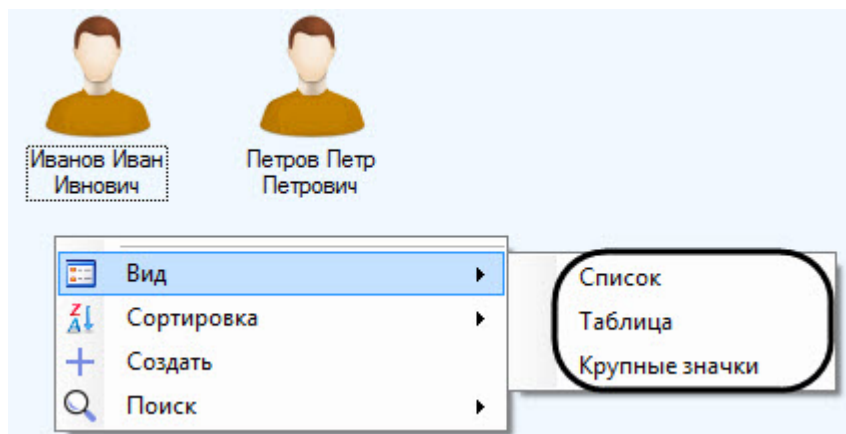 Иванов Иван
Ивнович
Петров Петр
Петрович
Вид
Сортировка
Создать
Поиск
Список
Таблица
Крупные значки